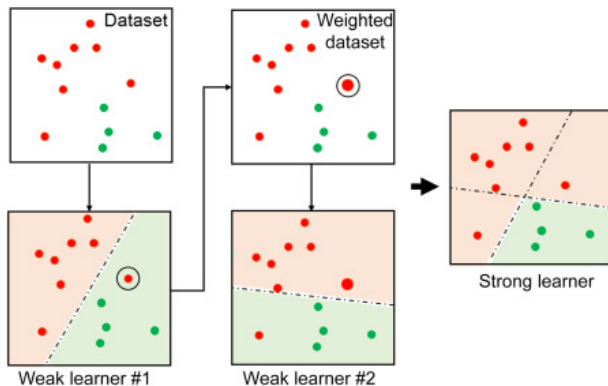 Dataset
Weighted
dataset
Weak learner #1
Weak learner #2
Strong learner